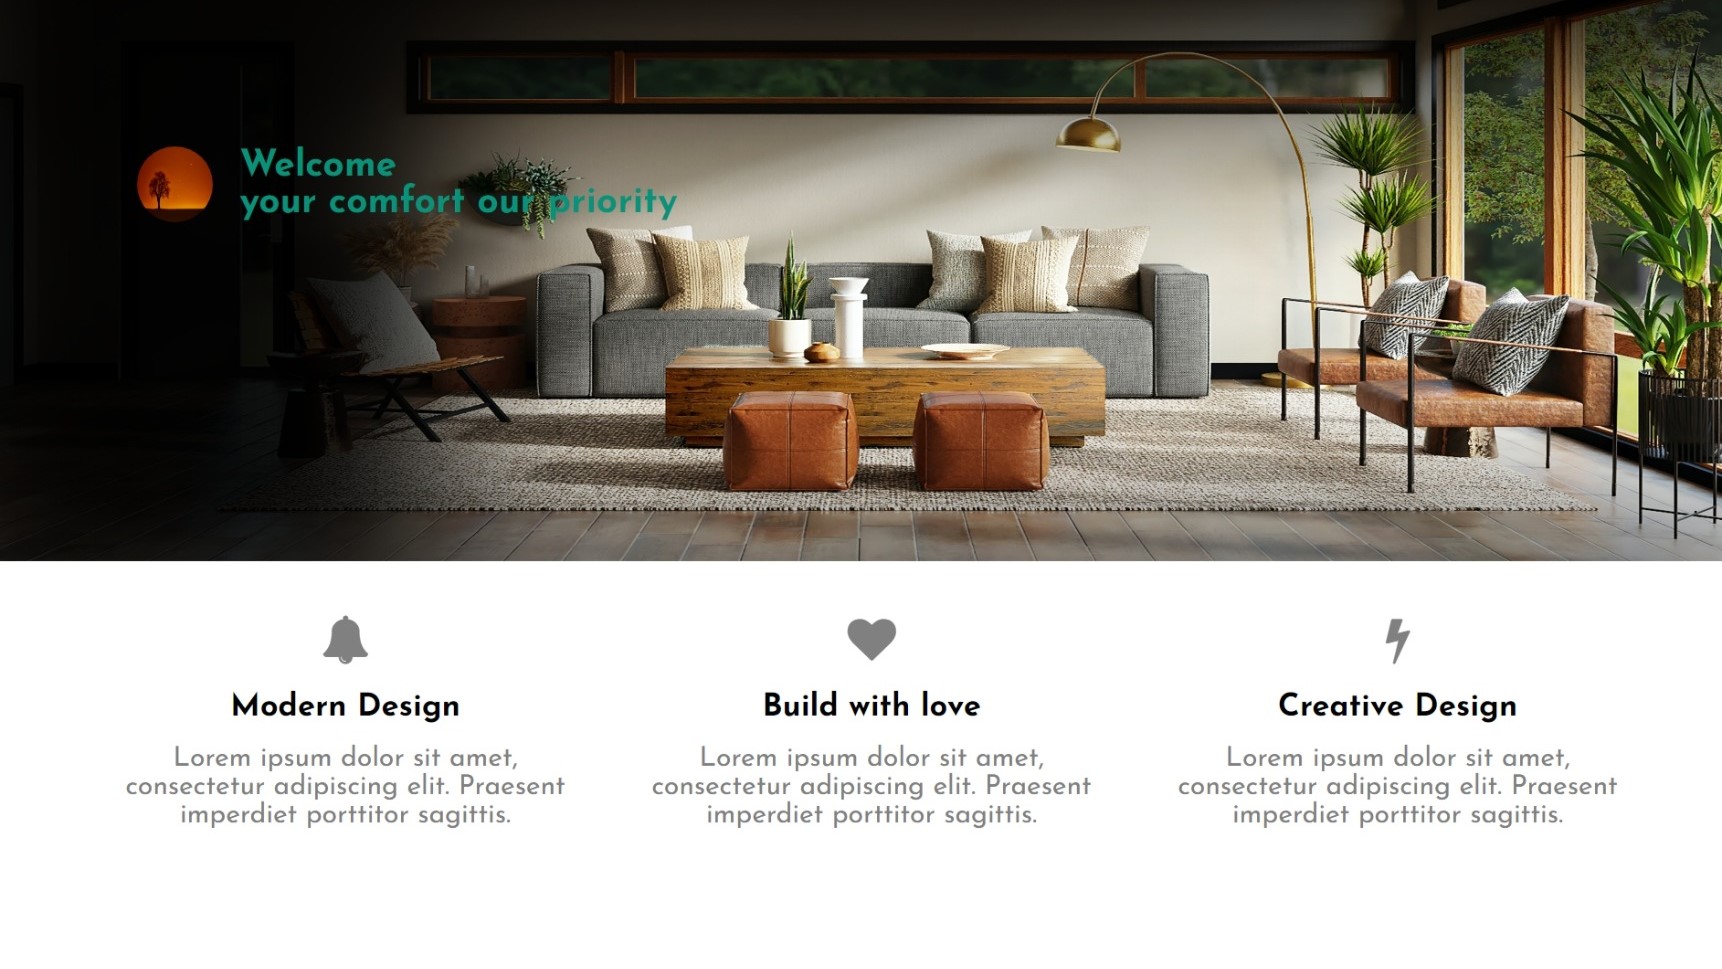 Welcome
your comfort our priority
Modern Design
Lorem ipsum dolor sit amet,
consectetur adipiscing elit. Praesent
imperdiet porttitor sagittis.
Build with love
Lorem ipsum dolor sit amet,
consectetur adipiscing elit. Praesent
imperdiet porttitor sagittis.
Creative Design
Lorem ipsum dolor sit amet,
consectetur adipiscing elit. Praesent
imperdiet porttitor sagittis.